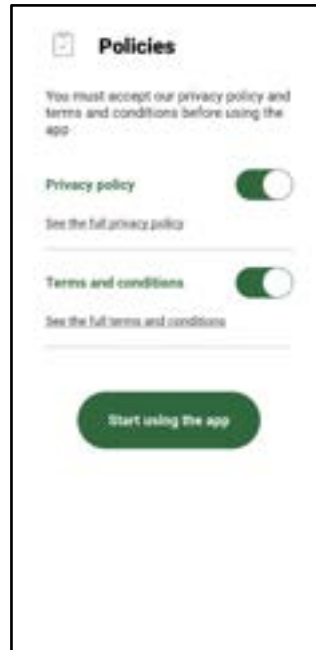 Policies
You must accept our privacy policy and
terms and conditions before using the
app
Privacy policy
See the full privacy policy
Terms and conditions
See the full terms and conditions
Start using the app